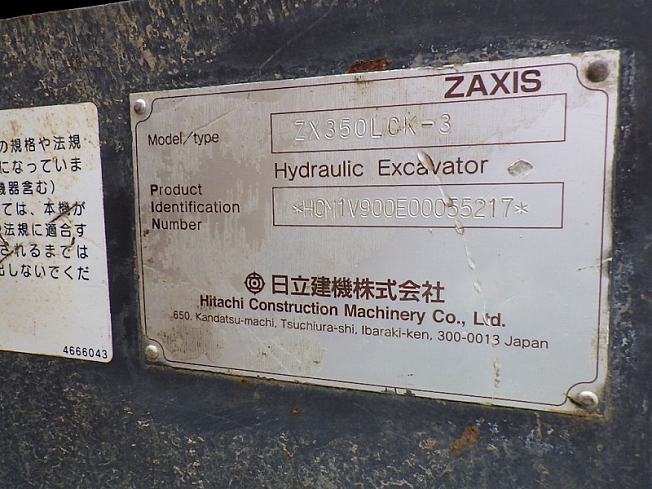 の規格や法規
になっていま
機器含む)
ては、本機が
法規に適合す
されるまでは
出しないでくだ
4666043
ZAXIS
Model/type ZX350LCK-3
Hydraulic Excavator
Product
Identification *HCM1V900E00055217*
Number
日立建機株式会社
Hitachi Construction Machinery Co., Ltd.
650, Kandatsu-machi, Tsuchiura-shi, Ibaraki-ken, 300-0013 Japan